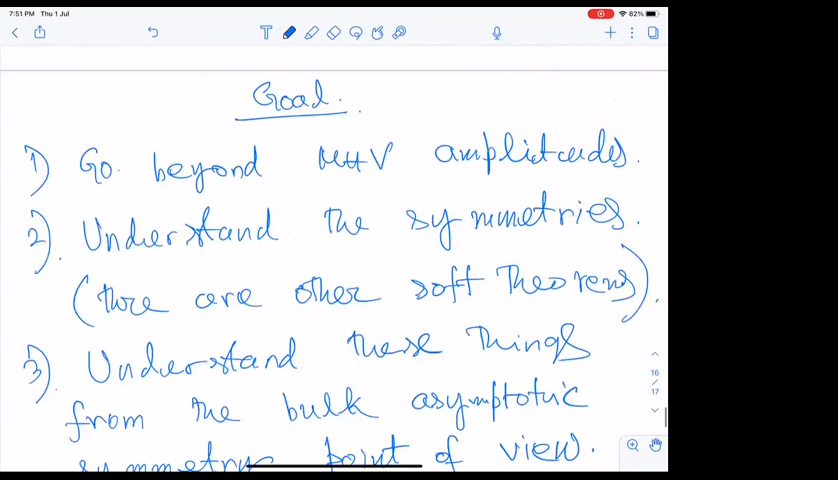 7:51 PM Thu 1 Jul
82%
Goal.
1) Go beyond MHV amplitudes.
2). Understand the symmetries.
(there are other soft theorems).
3). Understand these things
from the bulk asymptotic
symmetry point of view.
16
17